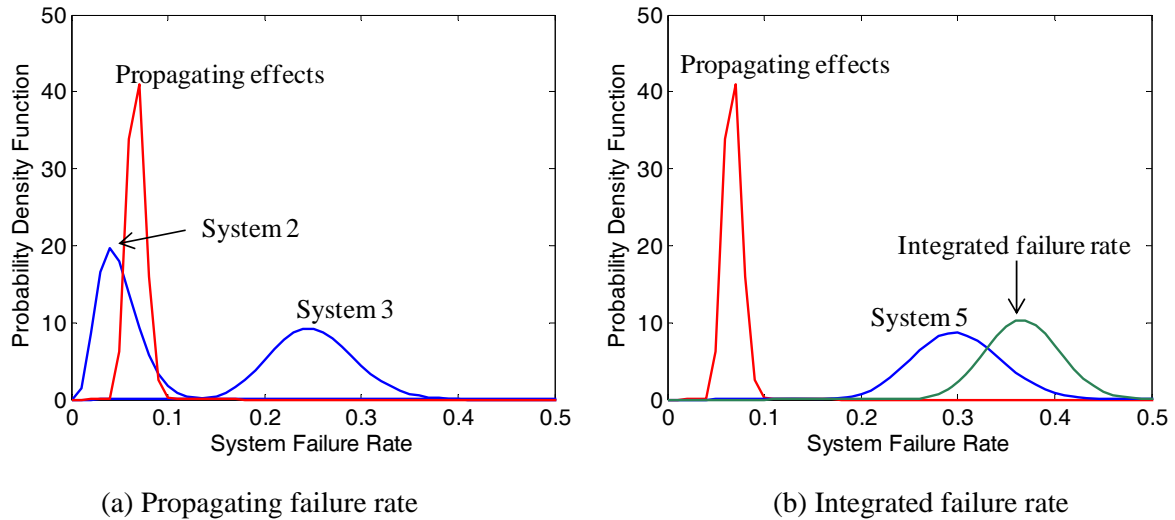 50
40
30
20
10
0
Probability Density Function
Propagating effects
System 2
System 3
0
0.1
0.2
0.3
0.4
0.5
System Failure Rate
(a) Propagating failure rate
50
40
30
20
10
0
Probability Density Function
Propagating effects
Integrated failure rate
System 5
0
0.1
0.2
0.3
0.4
0.5
System Failure Rate
(b) Integrated failure rate